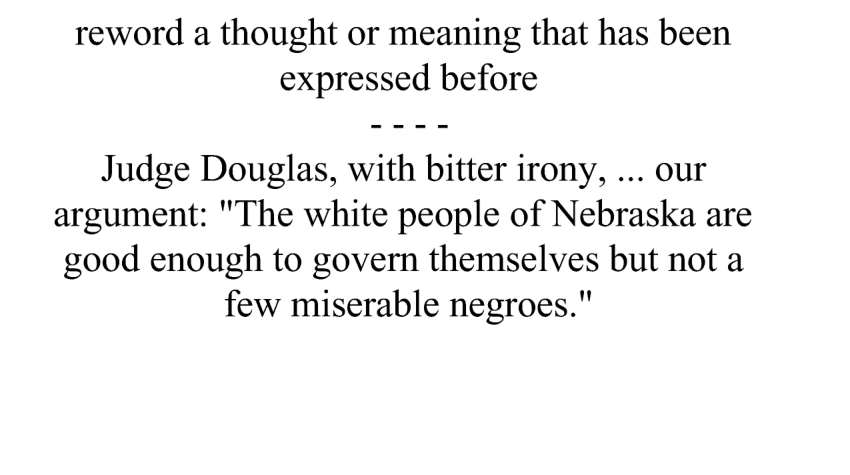 reword a thought or meaning that has been
expressed before
- - - -
Judge Douglas, with bitter irony, ... our
argument: "The white people of Nebraska are
good enough to govern themselves but not a
few miserable negroes."